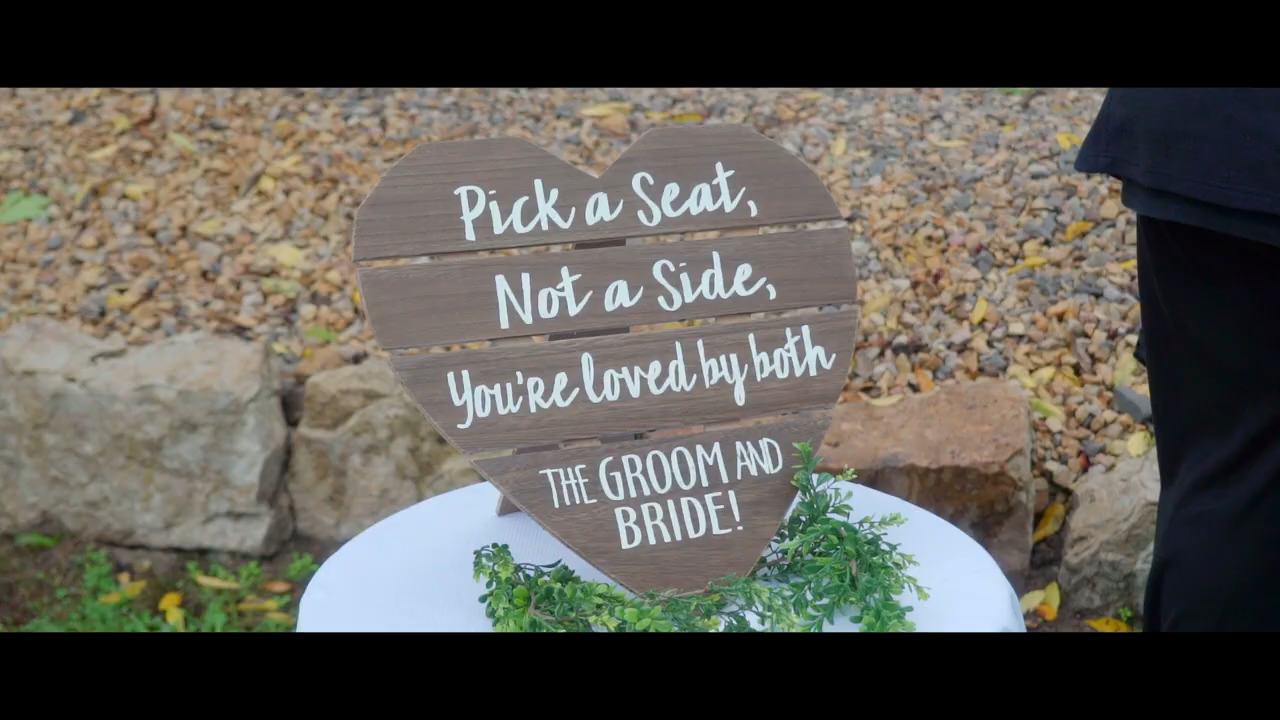 Pick a Seat,
Not a Side,
You're loved by both
THE GROOM AND
BRIDE!